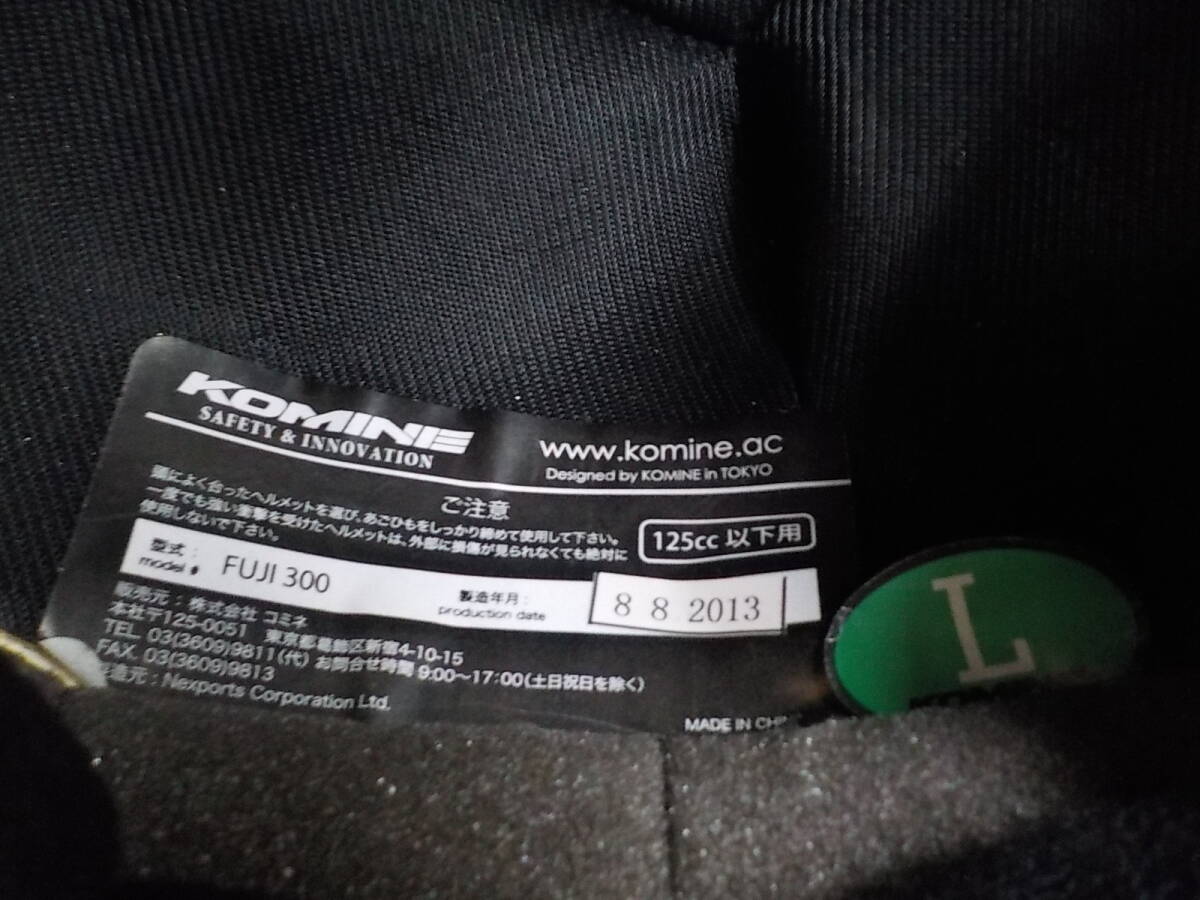 KOMINE
SAFETY & INNOVATION
www.komine.ac
Designed by KOMINE in TOKYO
ご注意
頭によく合ったヘルメットを選び、あごひもをしっかり締めて使用して下さい。
一度でも強い衝撃を受けたヘルメットは、外部に損傷が見られなくても絶対に
使用しないで下さい。
125cc 以下用
型式:
model #
FUJI 300
製造年月:
production date
8 8 2013
販売元:株式会社 コミネ
本社〒125-0051 東京都葛飾区新宿4-10-15
TEL 03(3609)9811(代) お問合せ時間 9:00〜17:00(土日祝日を除く)
FAX. 03(3609)9813
造元:Nexports Corporation Ltd.
MADE IN
L